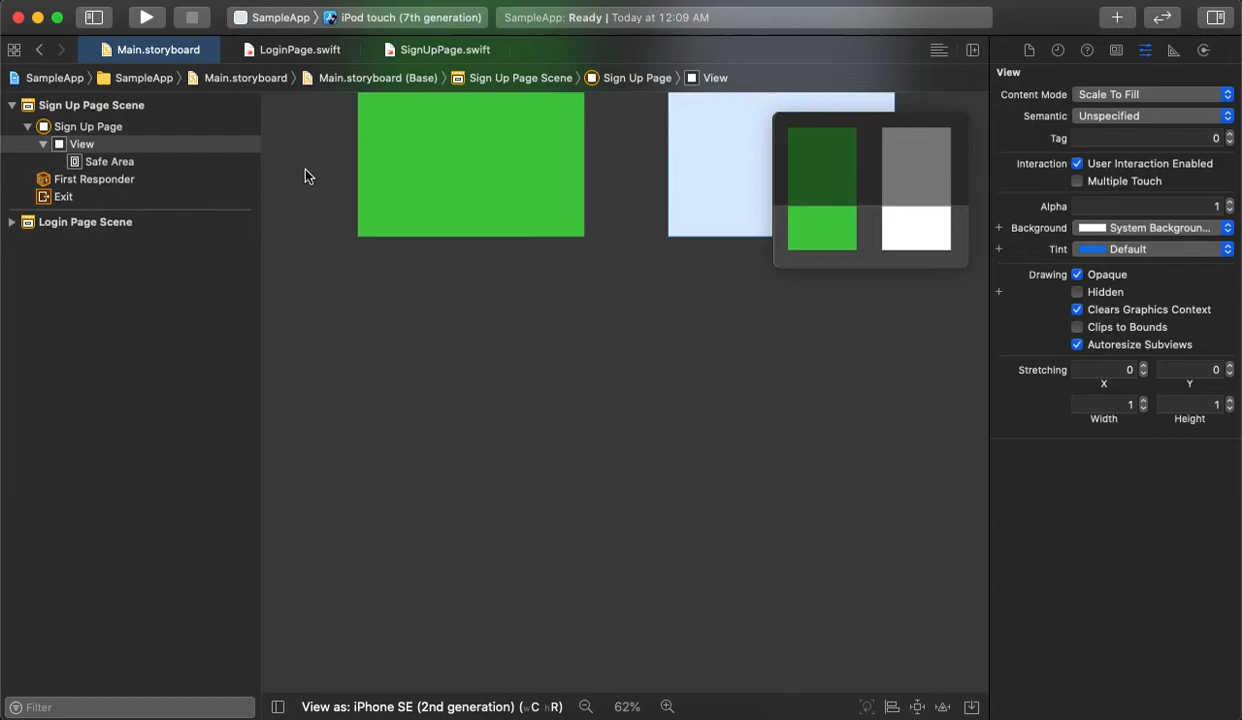 SampleApp 〉 iPod touch (7th generation)
SampleApp: Ready | Today at 12:09 AM
Main.storyboard
LoginPage.swift
SignUpPage.swift
SampleApp 〉 SampleApp 〉 Main.storyboard 〉 Main.storyboard (Base) 〉 Sign Up Page Scene 〉 Sign Up Page 〉 View
Sign Up Page Scene
Sign Up Page
View
Safe Area
First Responder
Exit
Login Page Scene
Filter
View as: iPhone SE (2nd generation) (wC hR)
62%
View
Content Mode Scale To Fill
Semantic Unspecified
Tag 0
Interaction User Interaction Enabled
Multiple Touch
Alpha 1
Background System Backgroun...
Tint Default
Drawing Opaque
Hidden
Clears Graphics Context
Clips to Bounds
Autoresize Subviews
Stretching 0 0
X Y
1 1
Width Height